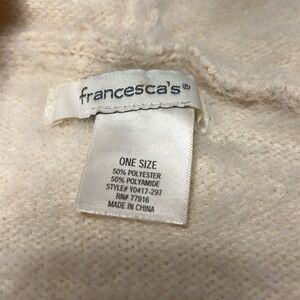 francesca's®
ONE SIZE
50% POLYESTER
50% POLYAMIDE
STYLE# Y0417-297
RN# 77916
MADE IN CHINA